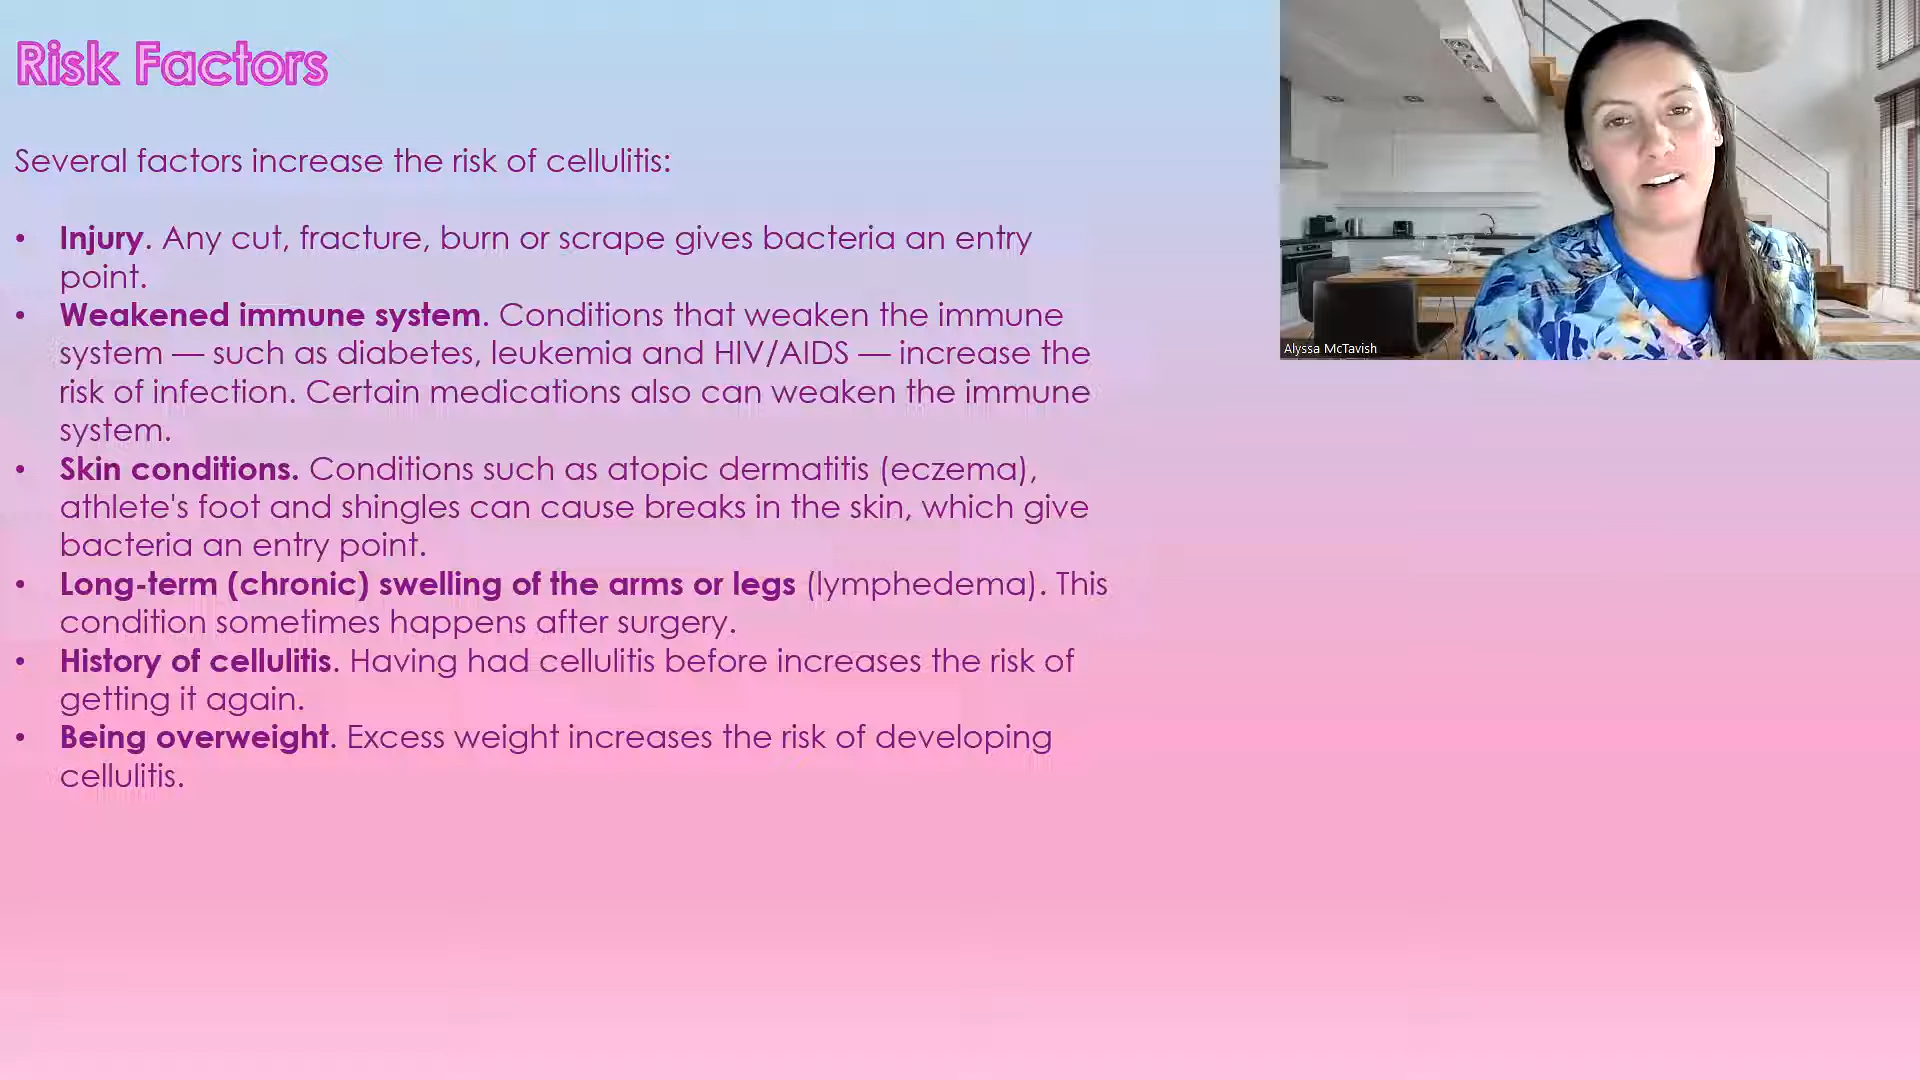 Risk Factors
Several factors increase the risk of cellulitis:
• Injury. Any cut, fracture, burn or scrape gives bacteria an entry
point.
• Weakened immune system. Conditions that weaken the immune
system — such as diabetes, leukemia and HIV/AIDS — increase the
risk of infection. Certain medications also can weaken the immune
system.
• Skin conditions. Conditions such as atopic dermatitis (eczema),
athlete's foot and shingles can cause breaks in the skin, which give
bacteria an entry point.
• Long-term (chronic) swelling of the arms or legs (lymphedema). This
condition sometimes happens after surgery.
• History of cellulitis. Having had cellulitis before increases the risk of
getting it again.
• Being overweight. Excess weight increases the risk of developing
cellulitis.
Alyssa McTavish